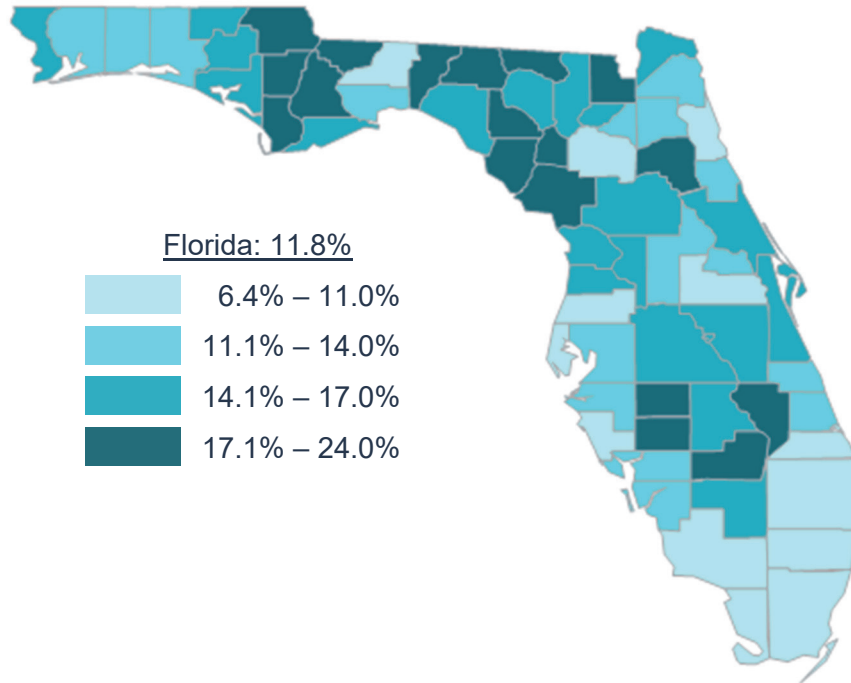 Florida: 11.8%
6.4% – 11.0%
11.1% – 14.0%
14.1% – 17.0%
17.1% – 24.0%